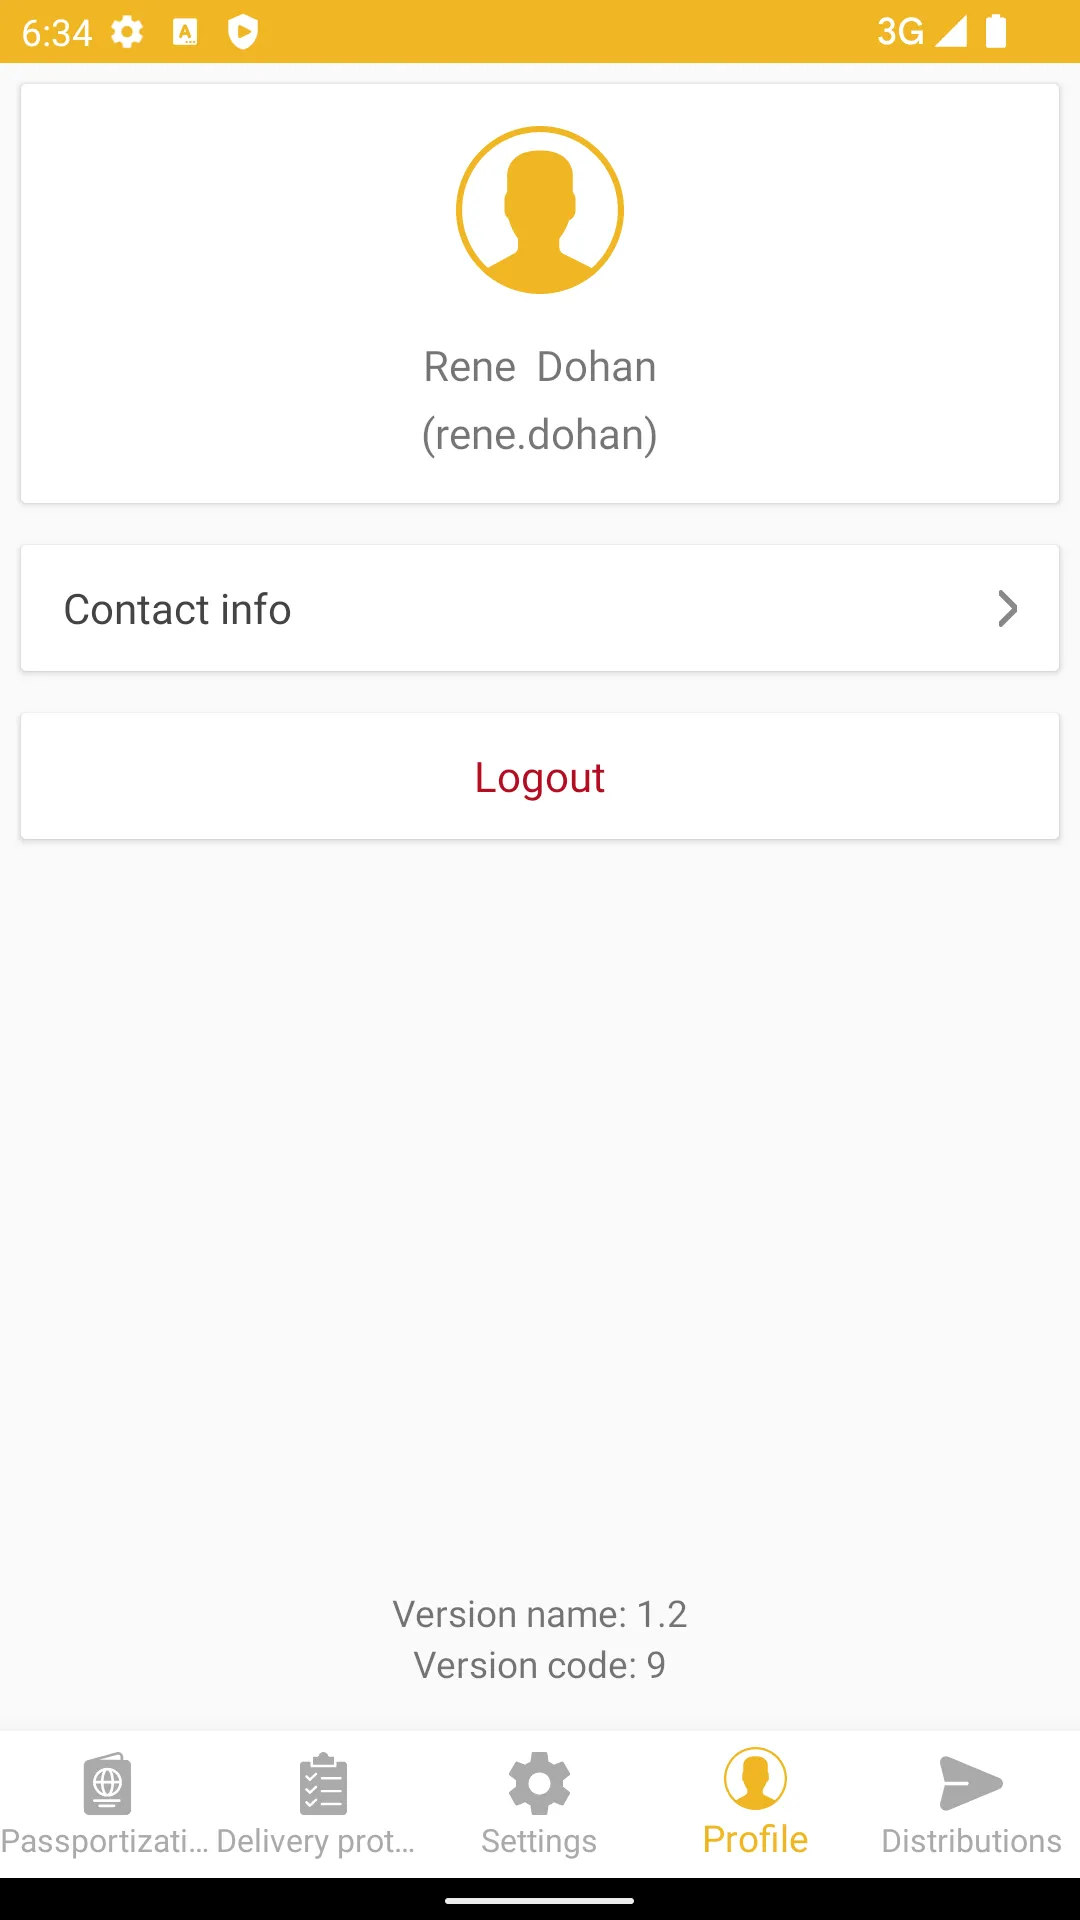 6:34
3G
Rene  Dohan
(rene.dohan)
Contact info
Logout
Version name: 1.2
Version code: 9
Passportizati...
Delivery prot...
Settings
Profile
Distributions